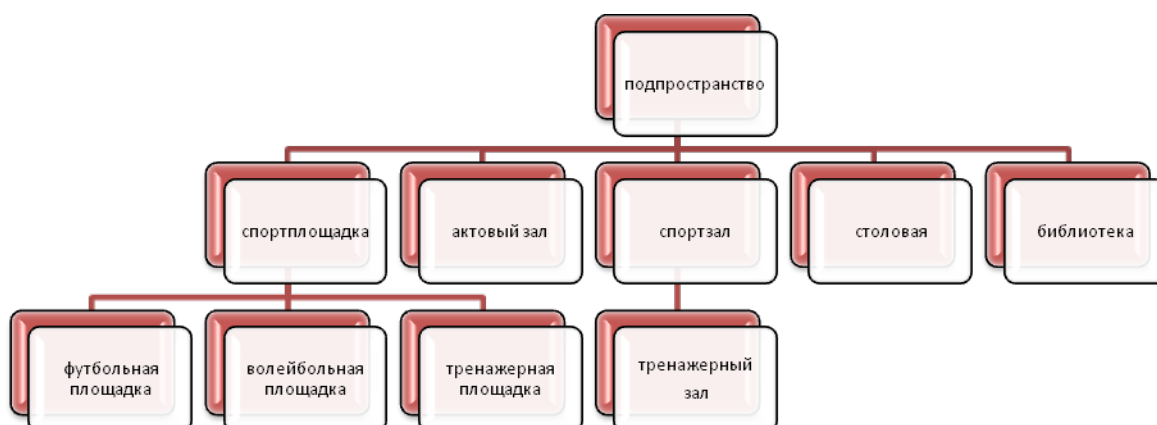 подпространство
спортплощадка
актовый зал
спортзал
столовая
библиотека
футбольная
площадка
волейбольная
площадка
тренажерная
площадка
тренажерный
зал